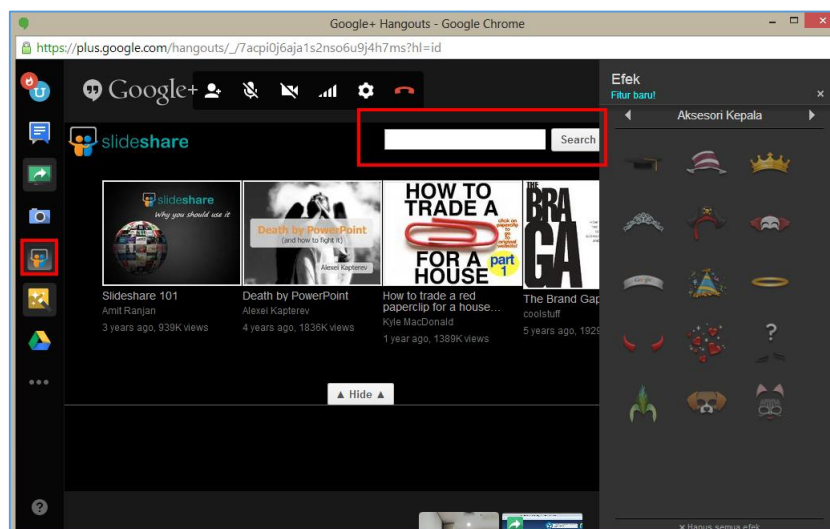 Google+ Hangouts - Google Chrome
https://plus.google.com/hangouts/_/7acpi0j6aja1s2nso6u9j4h7ms?hl=id
Google+
slideshare
Search
slideshare
Why you should use it
Slideshare 101
Amit Ranjan
3 years ago, 939K views
Death by PowerPoint
(and how to fight it)
Alexei Kapterev
Death by PowerPoint
Alexei Kapterev
4 years ago, 1836K views
HOW TO
TRADE A
FOR A
HOUSE
part
1
How to trade a red
paperclip for a house...
Kyle MacDonald
1 year ago, 1389K views
THE
BRA
GA
The Brand Gap
coolstuff
5 years ago, 1929
▲ Hide ▲
Efek
Fitur baru!
Aksesori Kepala
× Hapus semua efek